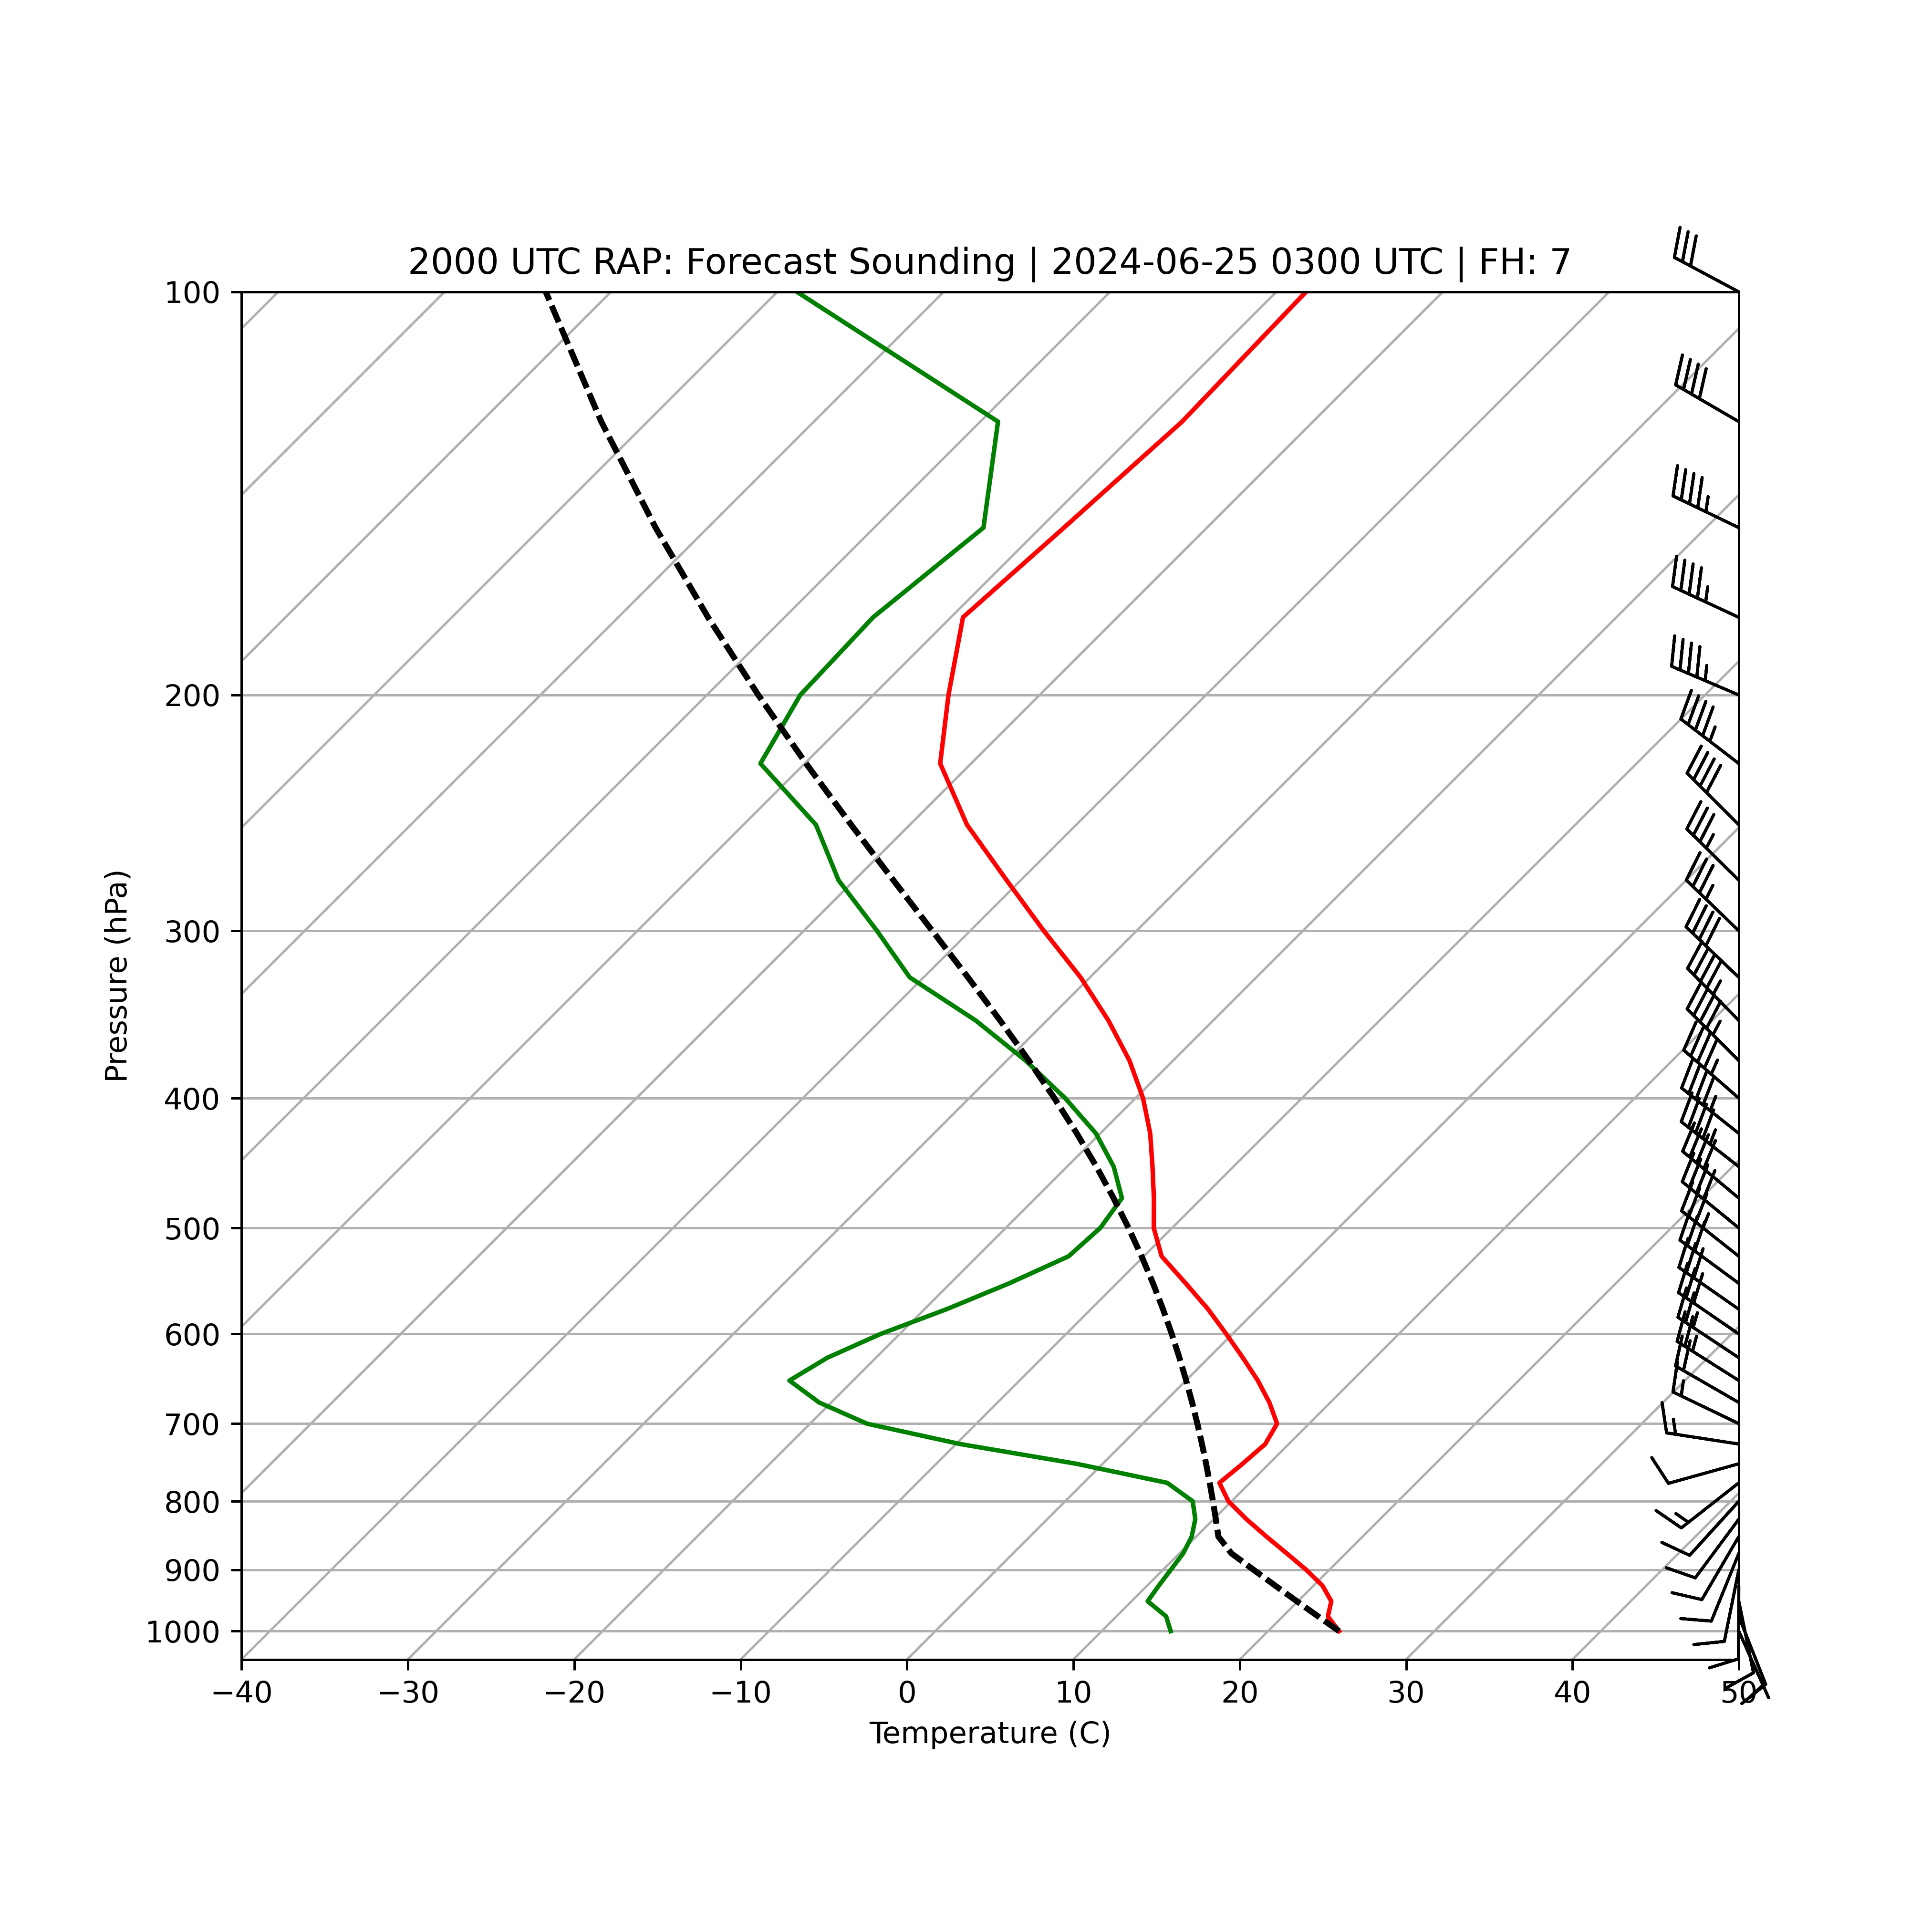 2000 UTC RAP: Forecast Sounding | 2024-06-25 0300 UTC | FH: 7
100
200
300
400
500
600
700
800
900
1000
Pressure (hPa)
−40 −30 −20 −10 0 10 20 30 40 50
Temperature (C)